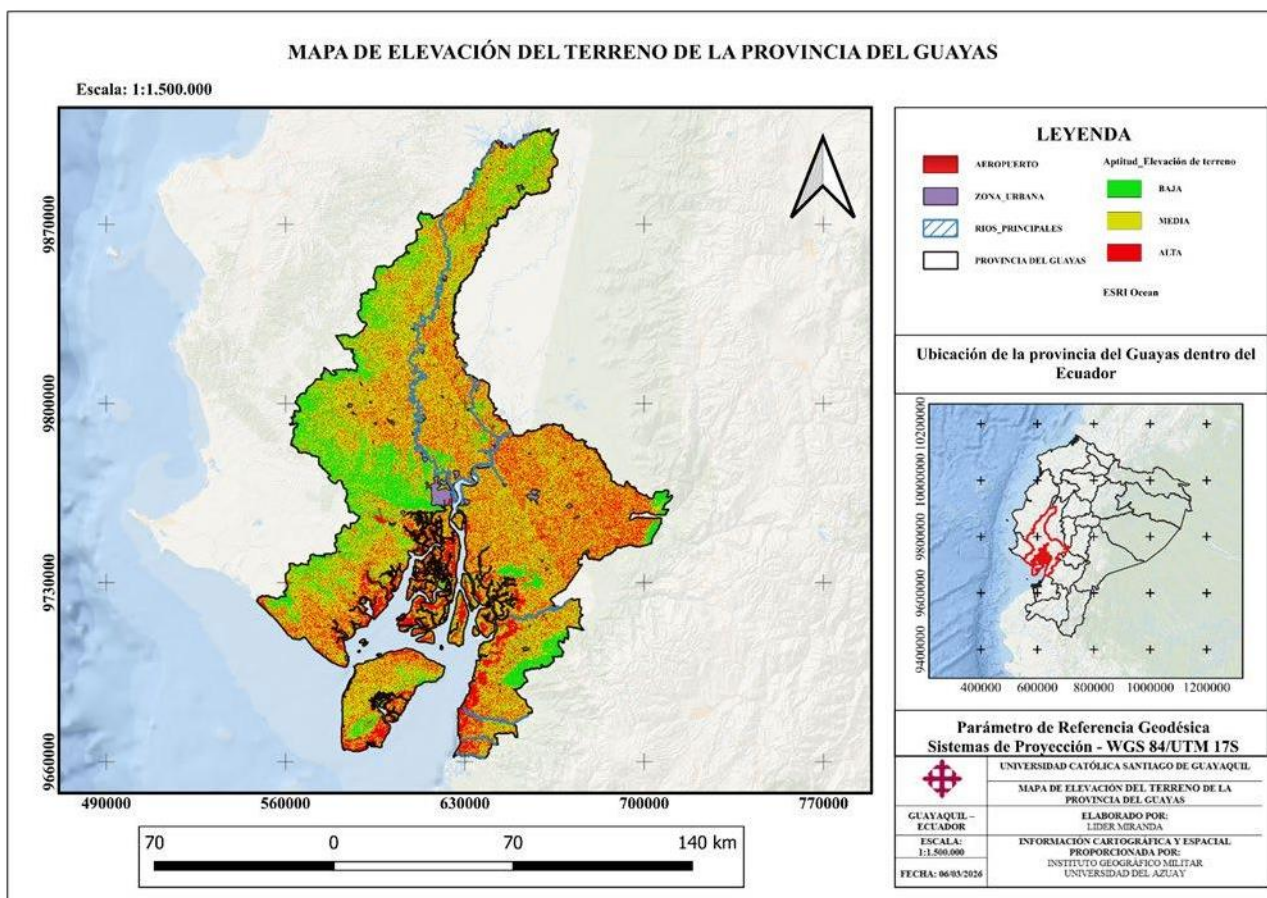 MAPA DE ELEVACIÓN DEL TERRENO DE LA PROVINCIA DEL GUAYAS
Escala: 1:1.500.000
9870000
9800000
9730000
9660000
490000
560000
630000
700000
770000
70
0
70
140 km
LEYENDA
AEROPUERTO
ZONA_URBANA
RIOS_PRINCIPALES
PROVINCIA DEL GUAYAS
Aptitud_Elevación de terreno
BAJA
MEDIA
ALTA
ESRI Ocean
Ubicación de la provincia del Guayas dentro del
Ecuador
10200000
10000000
9800000
9600000
9400000
400000
600000
800000
1000000
1200000
Parámetro de Referencia Geodésica
Sistemas de Proyección - WGS 84/UTM 17S
UNIVERSIDAD CATÓLICA SANTIAGO DE GUAYAQUIL
MAPA DE ELEVACIÓN DEL TERRENO DE LA
PROVINCIA DEL GUAYAS
GUAYAQUIL –
ECUADOR
ELABORADO POR:
LIDER MIRANDA
ESCALA:
1:1.500.000
INFORMACIÓN CARTOGRÁFICA Y ESPACIAL
PROPORCIONADA POR:
INSTITUTO GEOGRÁFICO MILITAR
UNIVERSIDAD DEL AZUAY
FECHA: 06/03/2026